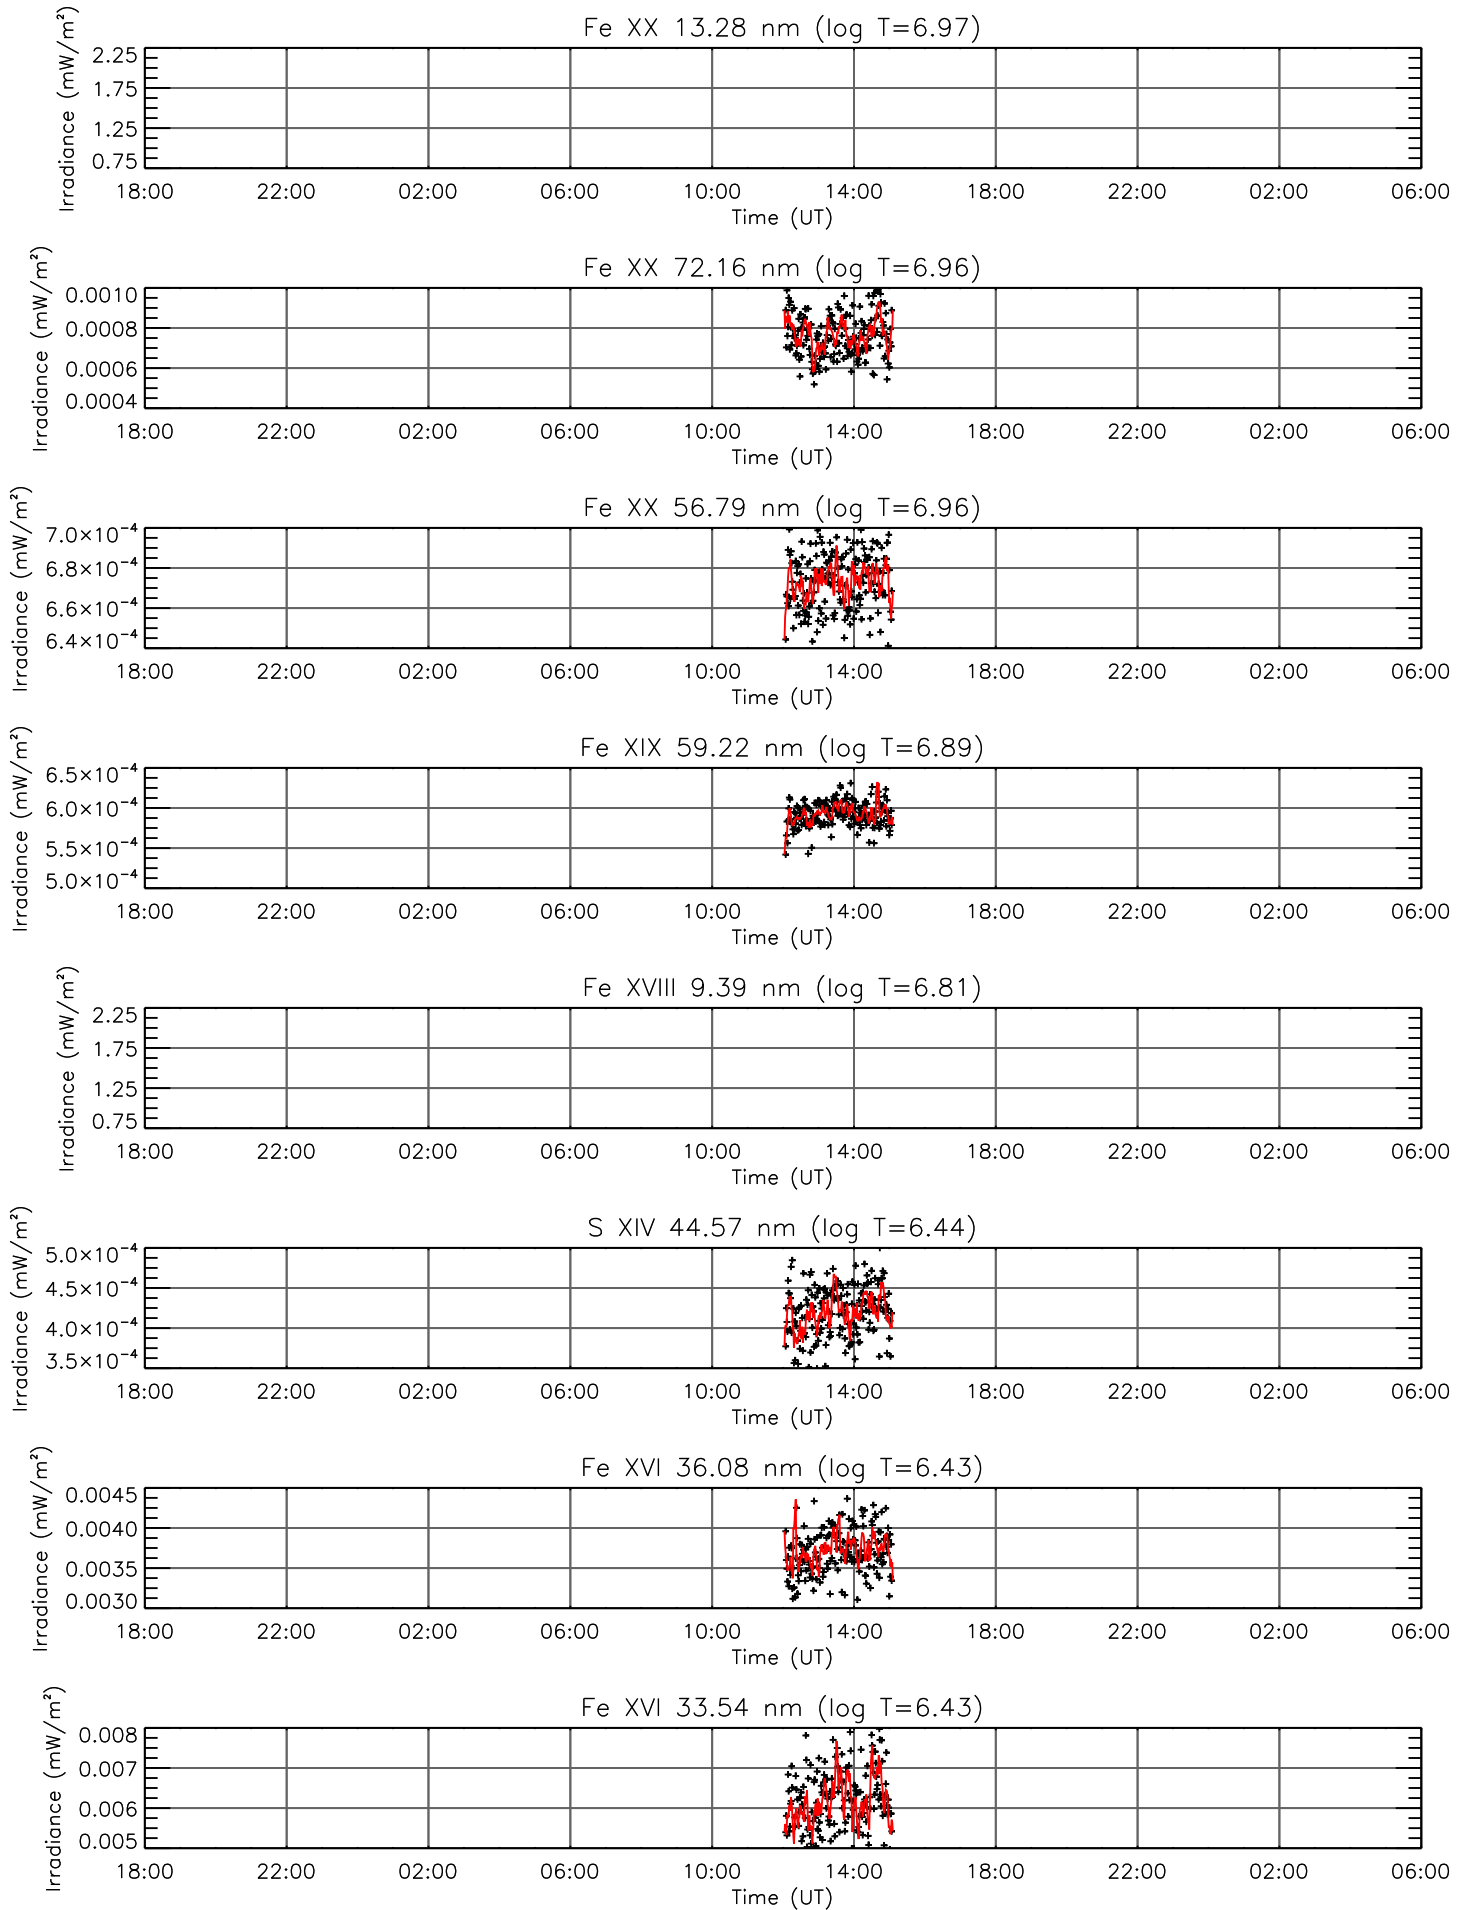 Fe XX 13.28 nm (log T=6.97)
Irradiance (mW/m²)
2.25
1.75
1.25
0.75
18:00 22:00 02:00 06:00 10:00 14:00 18:00 22:00 02:00 06:00
Time (UT)
Fe XX 72.16 nm (log T=6.96)
Irradiance (mW/m²)
0.0010
0.0008
0.0006
0.0004
18:00 22:00 02:00 06:00 10:00 14:00 18:00 22:00 02:00 06:00
Time (UT)
Fe XX 56.79 nm (log T=6.96)
Irradiance (mW/m²)
7.0×10⁻⁴
6.8×10⁻⁴
6.6×10⁻⁴
6.4×10⁻⁴
18:00 22:00 02:00 06:00 10:00 14:00 18:00 22:00 02:00 06:00
Time (UT)
Fe XIX 59.22 nm (log T=6.89)
Irradiance (mW/m²)
6.5×10⁻⁴
6.0×10⁻⁴
5.5×10⁻⁴
5.0×10⁻⁴
18:00 22:00 02:00 06:00 10:00 14:00 18:00 22:00 02:00 06:00
Time (UT)
Fe XVIII 9.39 nm (log T=6.81)
Irradiance (mW/m²)
2.25
1.75
1.25
0.75
18:00 22:00 02:00 06:00 10:00 14:00 18:00 22:00 02:00 06:00
Time (UT)
S XIV 44.57 nm (log T=6.44)
Irradiance (mW/m²)
5.0×10⁻⁴
4.5×10⁻⁴
4.0×10⁻⁴
3.5×10⁻⁴
18:00 22:00 02:00 06:00 10:00 14:00 18:00 22:00 02:00 06:00
Time (UT)
Fe XVI 36.08 nm (log T=6.43)
Irradiance (mW/m²)
0.0045
0.0040
0.0035
0.0030
18:00 22:00 02:00 06:00 10:00 14:00 18:00 22:00 02:00 06:00
Time (UT)
Fe XVI 33.54 nm (log T=6.43)
Irradiance (mW/m²)
0.008
0.007
0.006
0.005
18:00 22:00 02:00 06:00 10:00 14:00 18:00 22:00 02:00 06:00
Time (UT)